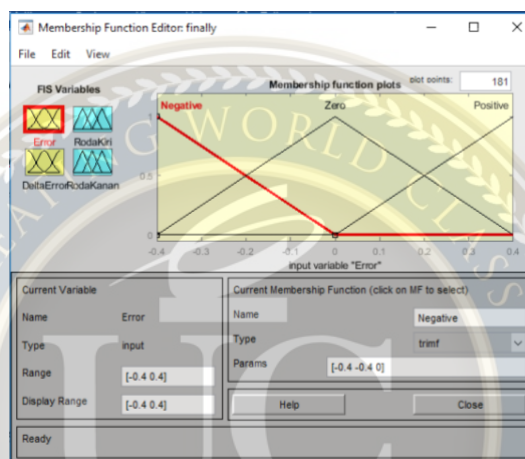 Membership Function Editor: finally
File Edit View
FIS Variables
Membership function plots
plot points: 181
Error RodaKiri
DeltaError RodaKanan
Negative Zero Positive
1
0.5
0
-0.4 -0.3 -0.2 -0.1 0 0.1 0.2 0.3 0.4
input variable "Error"
Current Variable
Name Error
Type input
Range [-0.4 0.4]
Display Range [-0.4 0.4]
Current Membership Function (click on MF to select)
Name Negative
Type trimf
Params [-0.4 -0.4 0]
Help Close
Ready